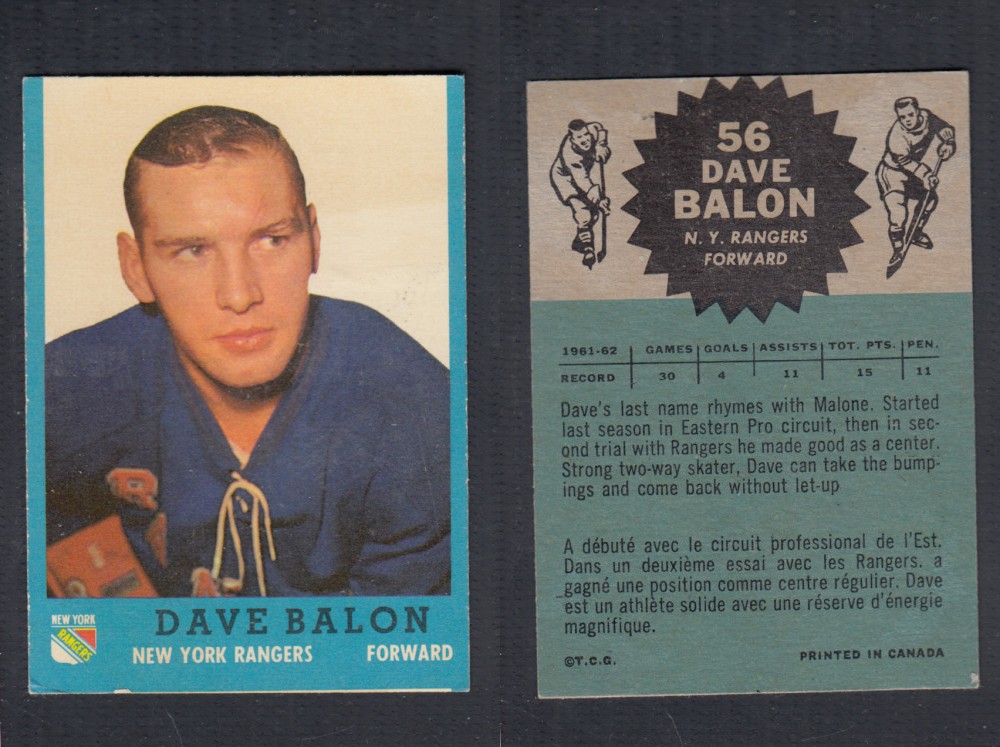 NEW YORK
RANGERS
DAVE BALON
NEW YORK RANGERS FORWARD
56
DAVE
BALON
N. Y. RANGERS
FORWARD
1961-62 GAMES GOALS ASSISTS TOT. PTS. PEN.
RECORD 30 4 11 15 11
Dave's last name rhymes with Malone. Started
last season in Eastern Pro circuit, then in sec-
ond trial with Rangers he made good as a center.
Strong two-way skater, Dave can take the bump-
ings and come back without let-up
A débuté avec le circuit professional de l'Est.
Dans un deuxième essai avec les Rangers. a
gagné une position comme centre régulier. Dave
est un athlète solide avec une réserve d'énergie
magnifique.
©T.C.G. PRINTED IN CANADA